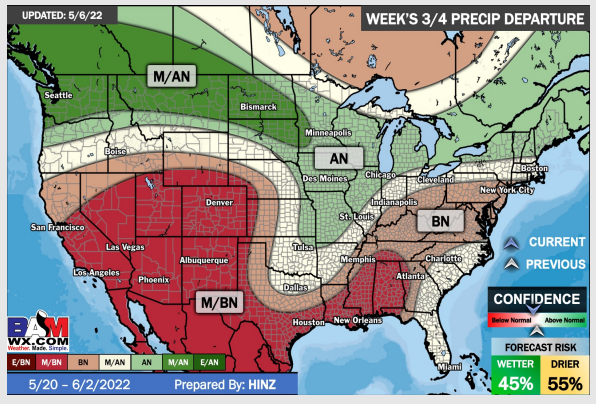 UPDATED: 5/6/22
WEEK'S 3/4 PRECIP DEPARTURE
M/AN
Seattle
Bismarck
Minneapolis
Boise
AN
Boston
Des Moines
Chicago
Cleveland
New York City
Denver
Indianapolis
St. Louis
BN
San Francisco
Las Vegas
Tulsa
CURRENT
Albuquerque
Memphis
Charlotte
PREVIOUS
Los Angeles
Phoenix
Atlanta
Dallas
M/BN
CONFIDENCE
Houston
New Orleans
Below Normal
Above Normal
BAM
WX.COM
Weather. Made. Simple.
FORECAST RISK
E/BN
M/BN
BN
M/AN
AN
M/AN
E/AN
Miami
WETTER
DRIER
5/20 – 6/2/2022
Prepared By: HINZ
45%
55%